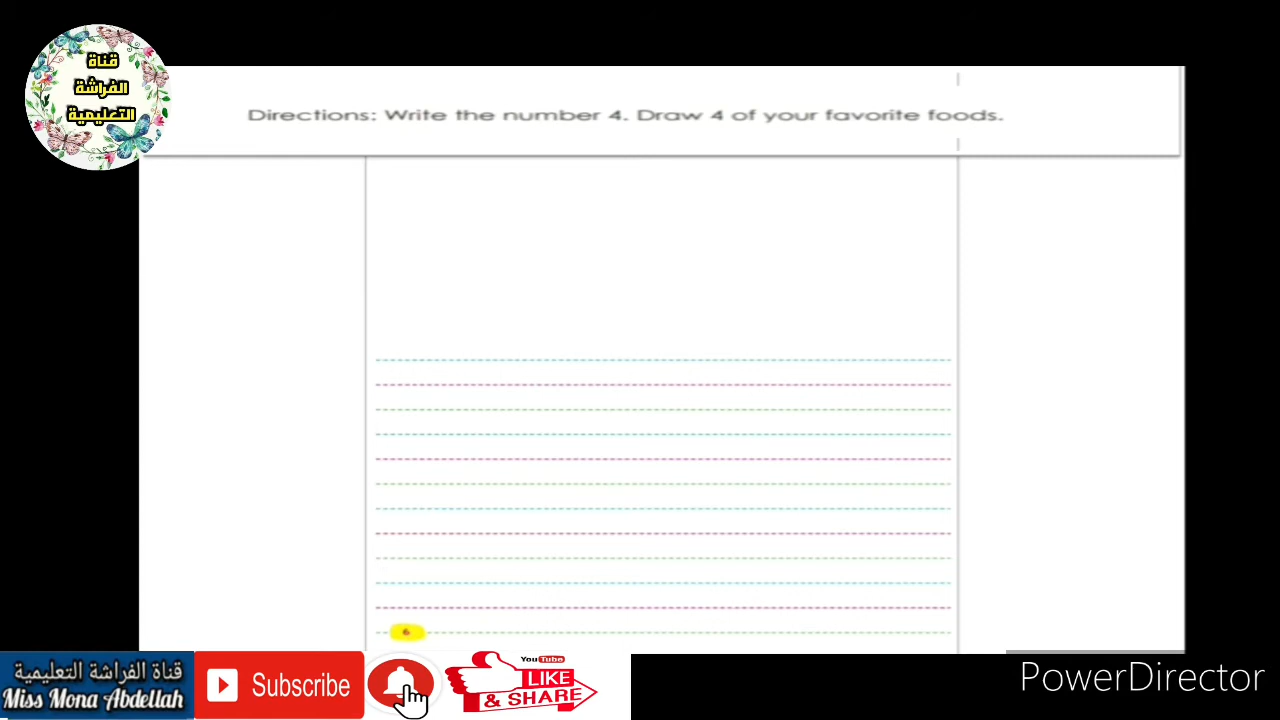 قناة
الفراشة
التعليمية
Directions: Write the number 4. Draw 4 of your favorite foods.
قناة الفراشة التعليمية
Miss Mona Abdellah
Subscribe
YouTube
LIKE
& SHARE
PowerDirector